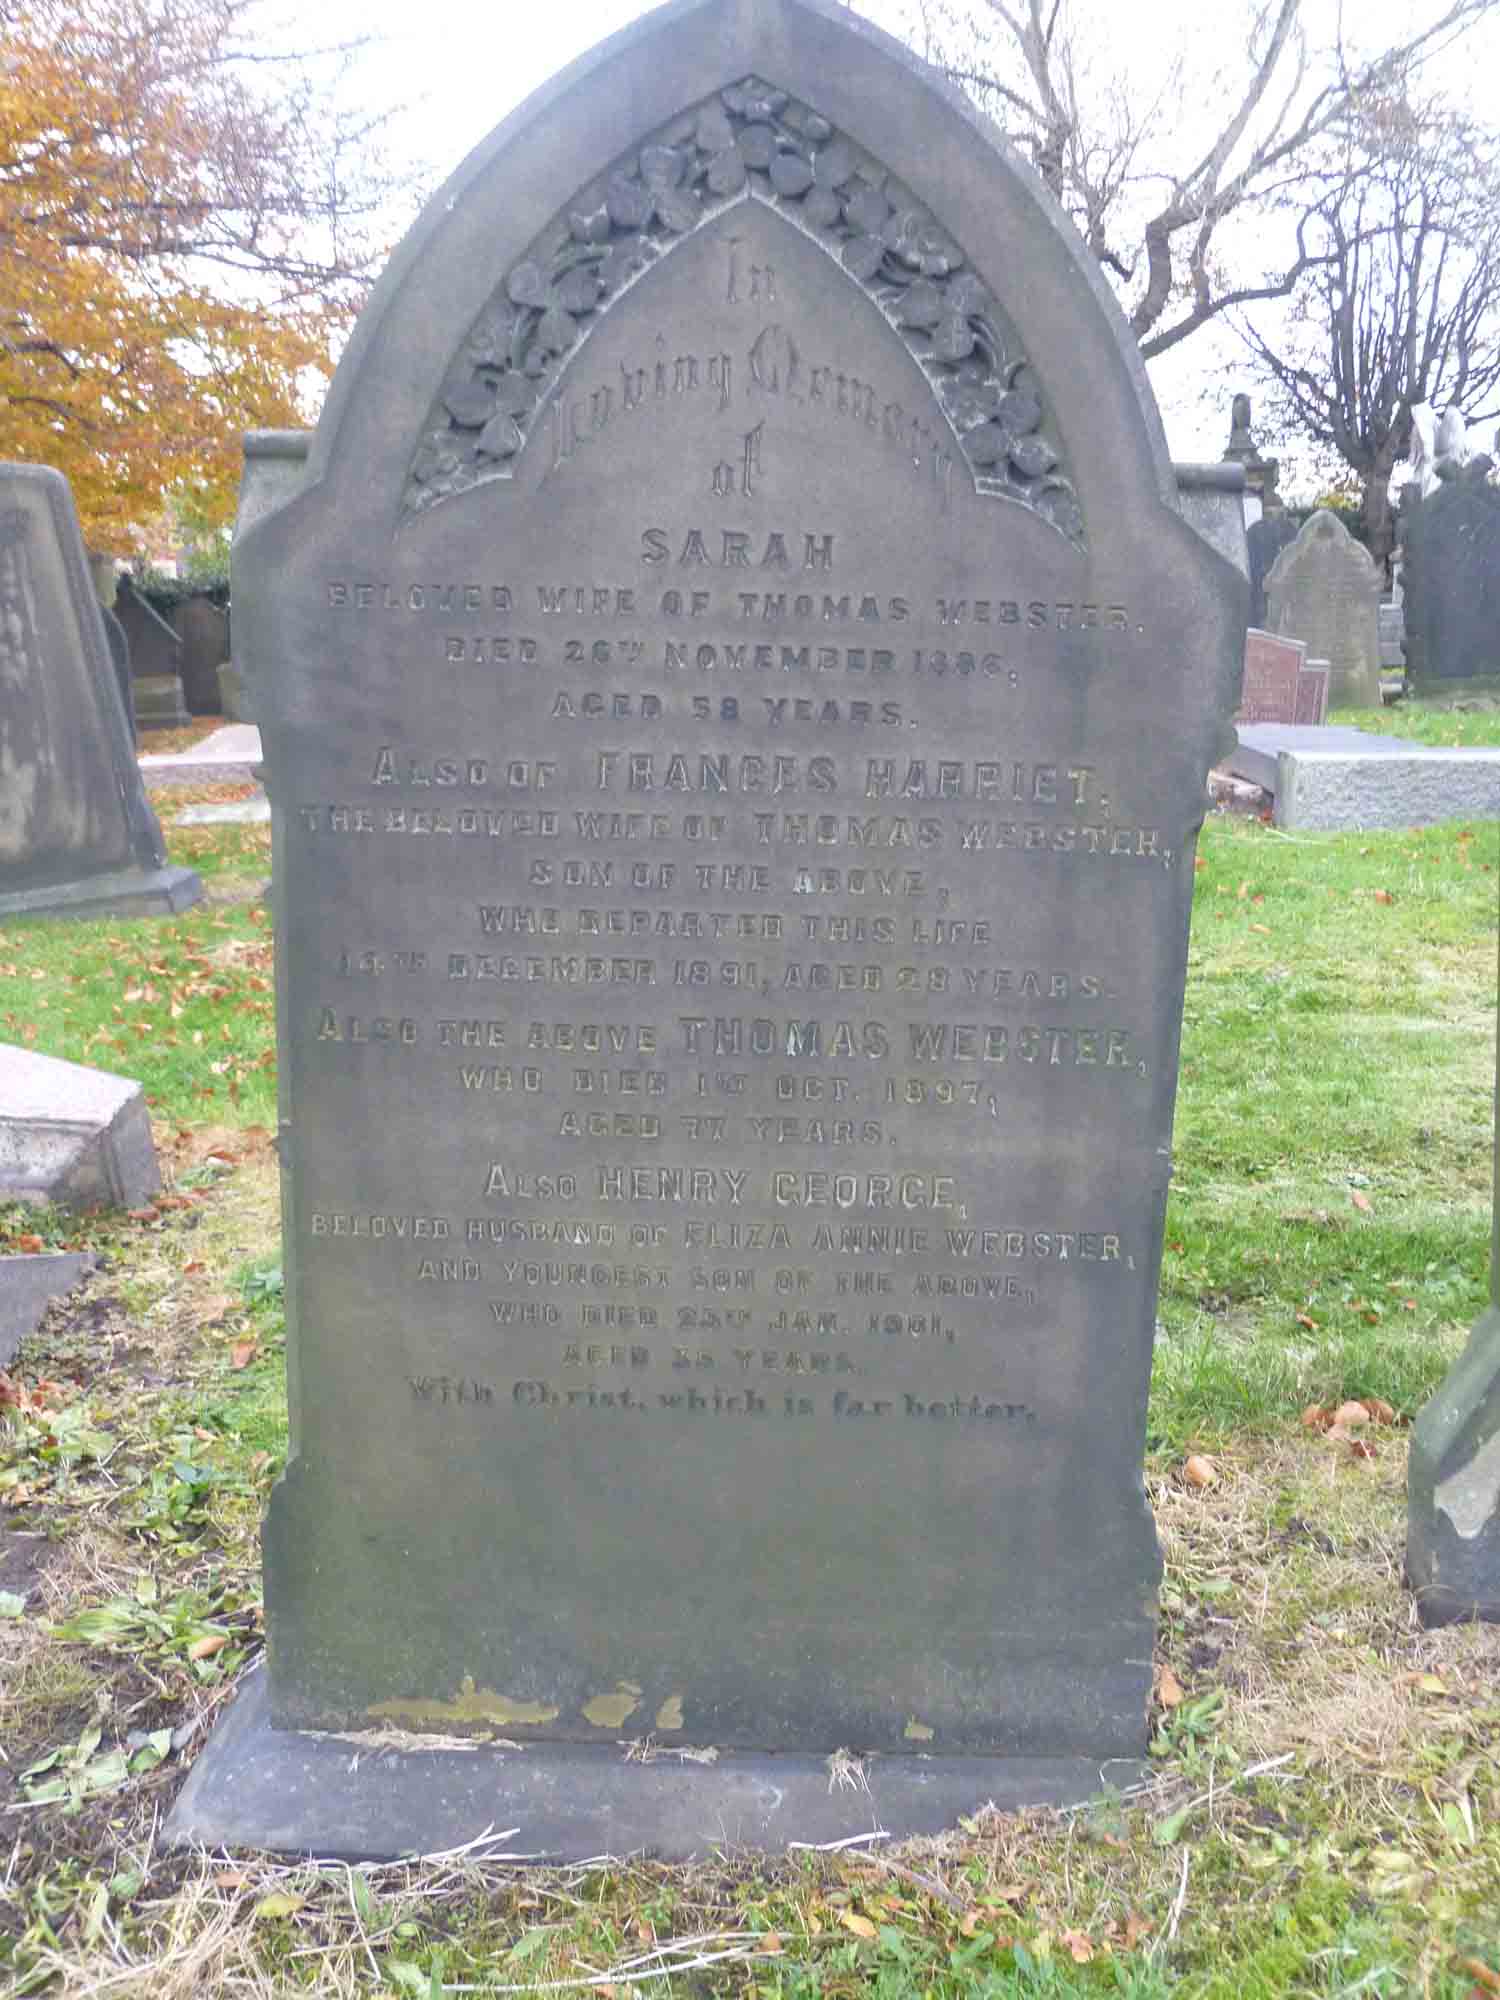 In
Loving Memory
of
SARAH
BELOVED WIFE OF THOMAS WEBSTER,
DIED 26TH NOVEMBER 1886,
AGED 58 YEARS.
ALSO OF FRANCES HARRIET,
THE BELOVED WIFE OF THOMAS WEBSTER,
SON OF THE ABOVE,
WHO DEPARTED THIS LIFE
DECEMBER 1891, AGED 28 YEARS.
ALSO THE ABOVE THOMAS WEBSTER,
WHO DIED 1ST OCT. 1897,
AGED 77 YEARS.
ALSO HENRY GEORGE,
BELOVED HUSBAND OF ELIZA ANNIE WEBSTER,
AND YOUNGEST SON OF THE ABOVE,
WHO DIED 25TH JAN. 1901,
AGED YEARS.
With Christ, which is far better.